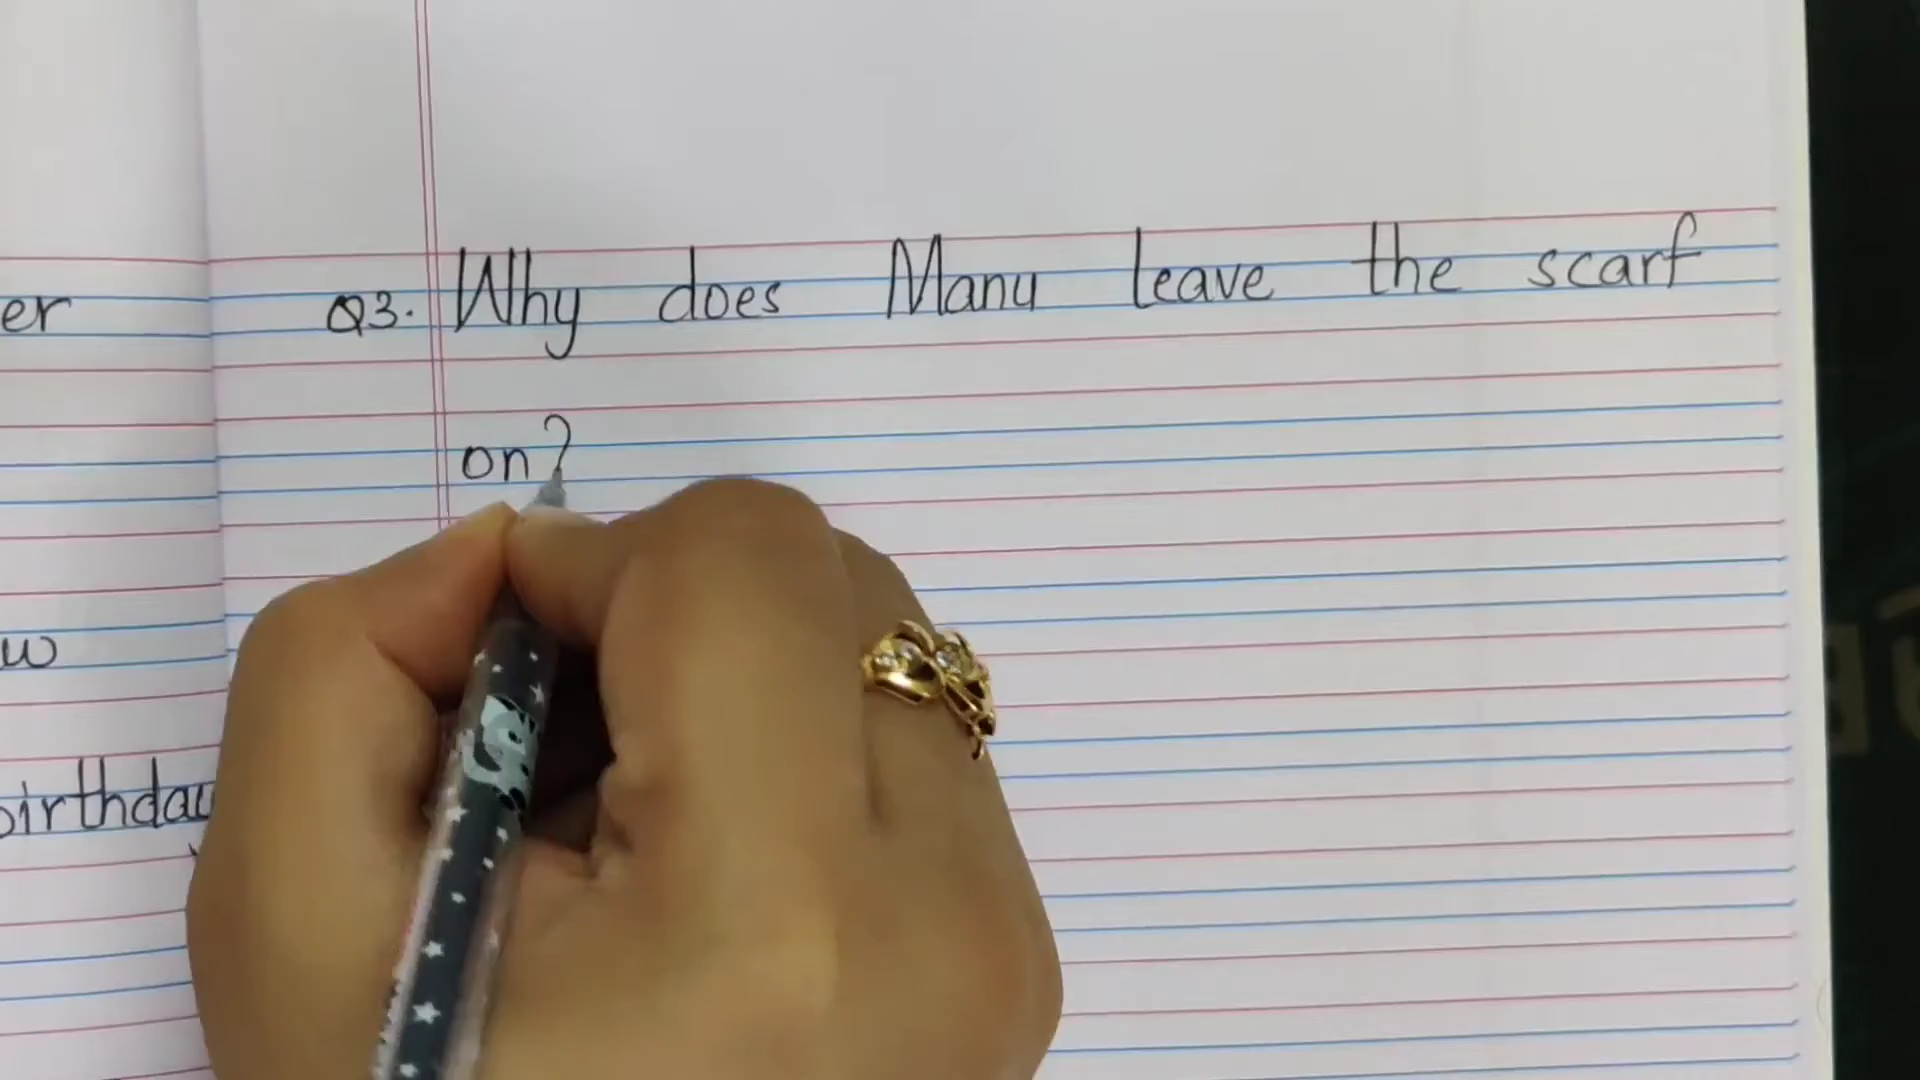 er
w
birthday
Q3. Why does Manu leave the scarf
on?